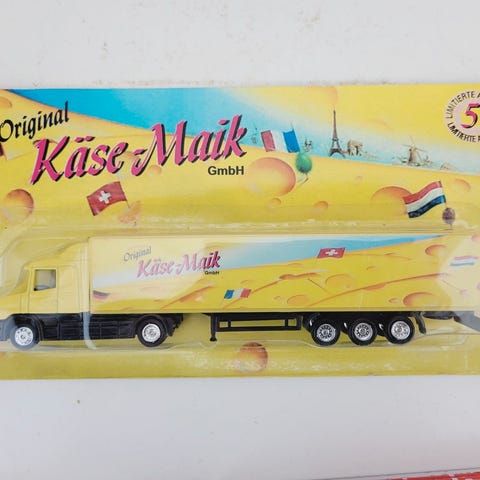 Original
Käse-Maik
GmbH
LIMITIERTE
5
LIMITIERTE
Original
Käse-Maik
GmbH